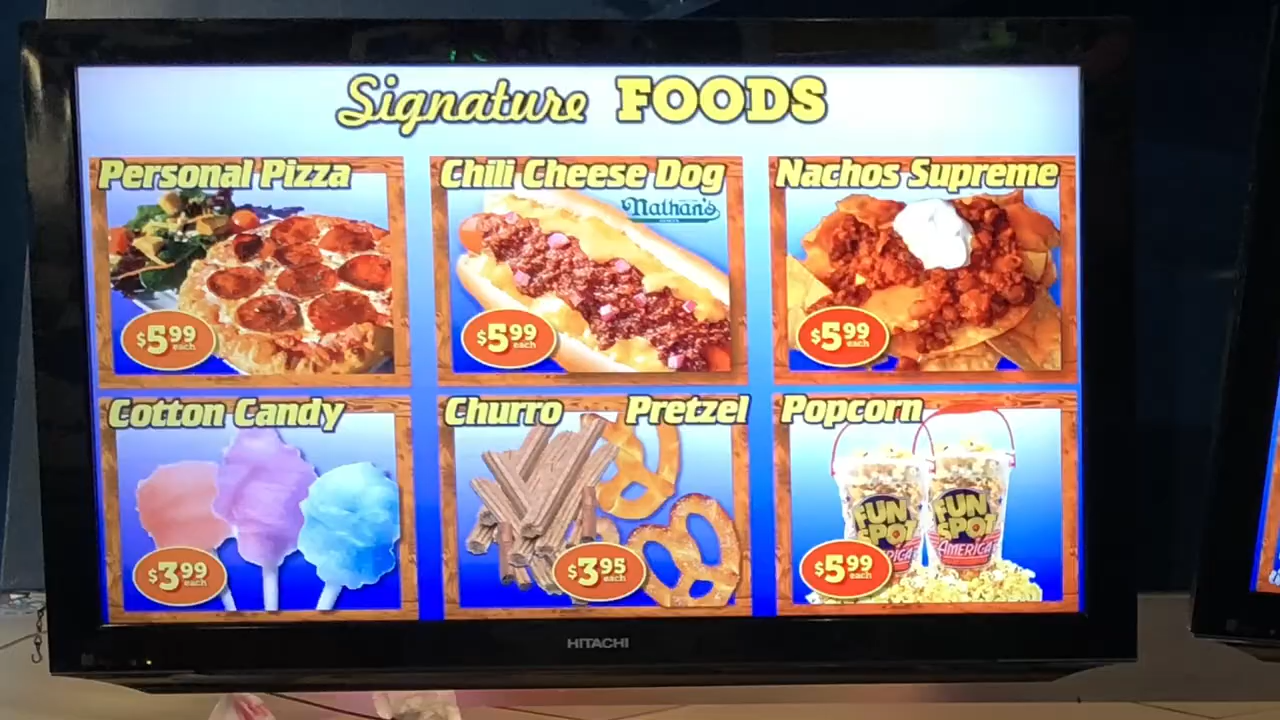 Signature FOODS
Personal Pizza
$5.99 each
Chili Cheese Dog
Nathan's
$5.99 each
Nachos Supreme
$5.99 each
Cotton Candy
$3.99 each
Churro Pretzel
$3.95 each
Popcorn
FUN SPOT
FUN SPOT
AMERICA
$5.99 each
HITACHI